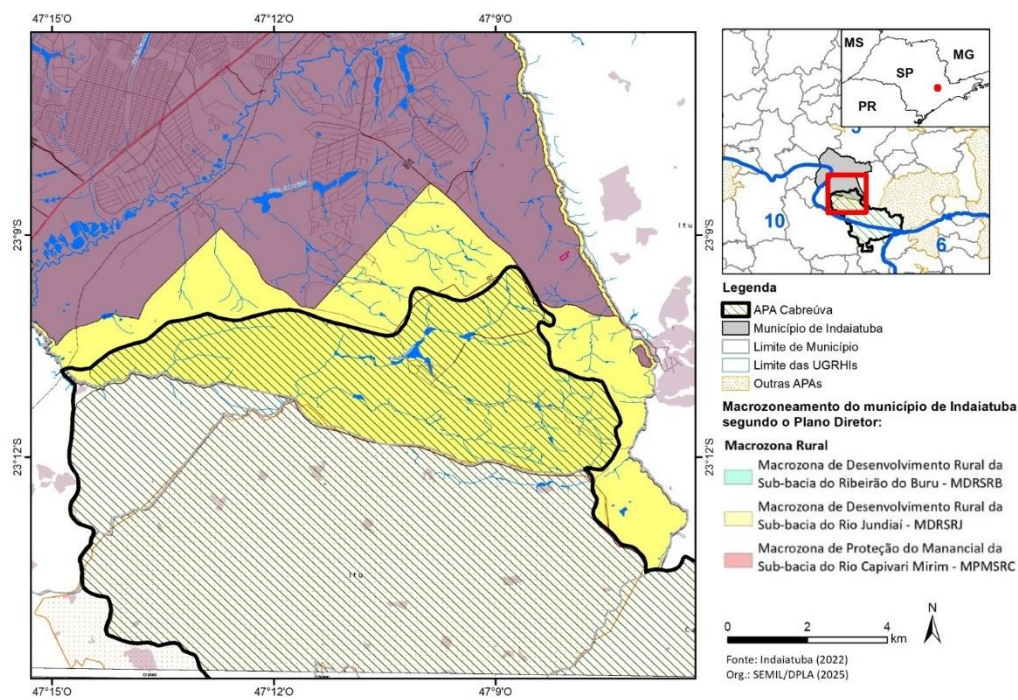 47°15'O 47°12'O 47°9'O
23°9'S
23°12'S
I t u
I t u
47°15'O 47°12'O 47°9'O
MS
MG
SP
PR
10
6
Legenda
APA Cabreúva
Município de Indaiatuba
Limite de Município
Limite das UGRHIs
Outras APAs
Macrozoneamento do município de Indaiatuba
segundo o Plano Diretor:
Macrozona Rural
Macrozona de Desenvolvimento Rural da
Sub-bacia do Ribeirão do Buru - MDRSRB
Macrozona de Desenvolvimento Rural da
Sub-bacia do Rio Jundiaí - MDRSRJ
Macrozona de Proteção do Manancial da
Sub-bacia do Rio Capivari Mirim - MPMSRC
N
0 2 4
km
Fonte: Indaiatuba (2022)
Org.: SEMIL/DPLA (2025)
23°9'S
23°12'S